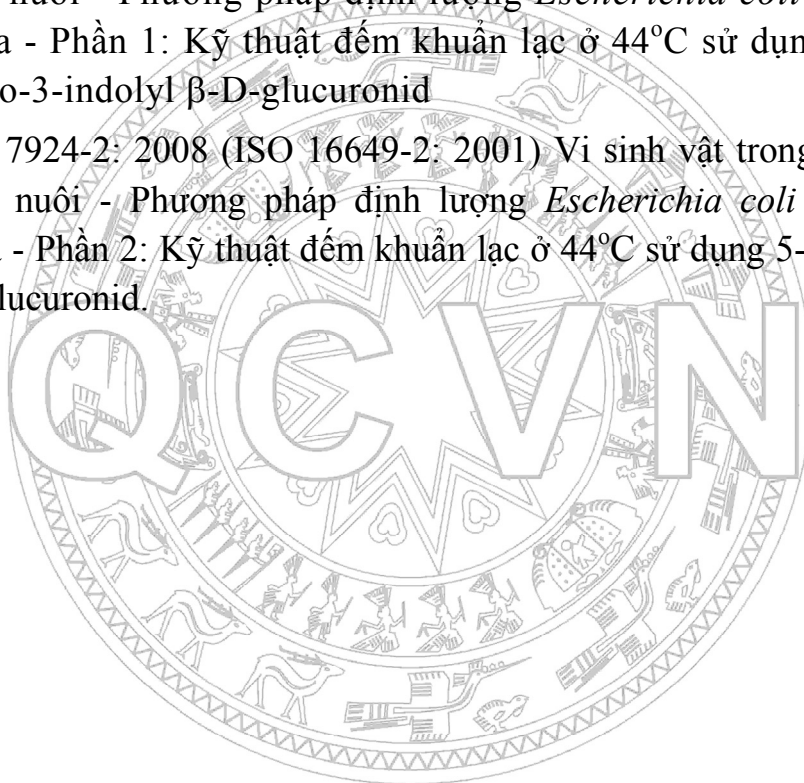 nuôi - Phương pháp định lượng Escherichia coli
a - Phần 1: Kỹ thuật đếm khuẩn lạc ở 44°C sử dụn
o-3-indolyl β-D-glucuronid
7924-2: 2008 (ISO 16649-2: 2001) Vi sinh vật trong
nuôi - Phương pháp định lượng Escherichia coli
- Phần 2: Kỹ thuật đếm khuẩn lạc ở 44°C sử dụng 5-
lucuronid.
QCVN